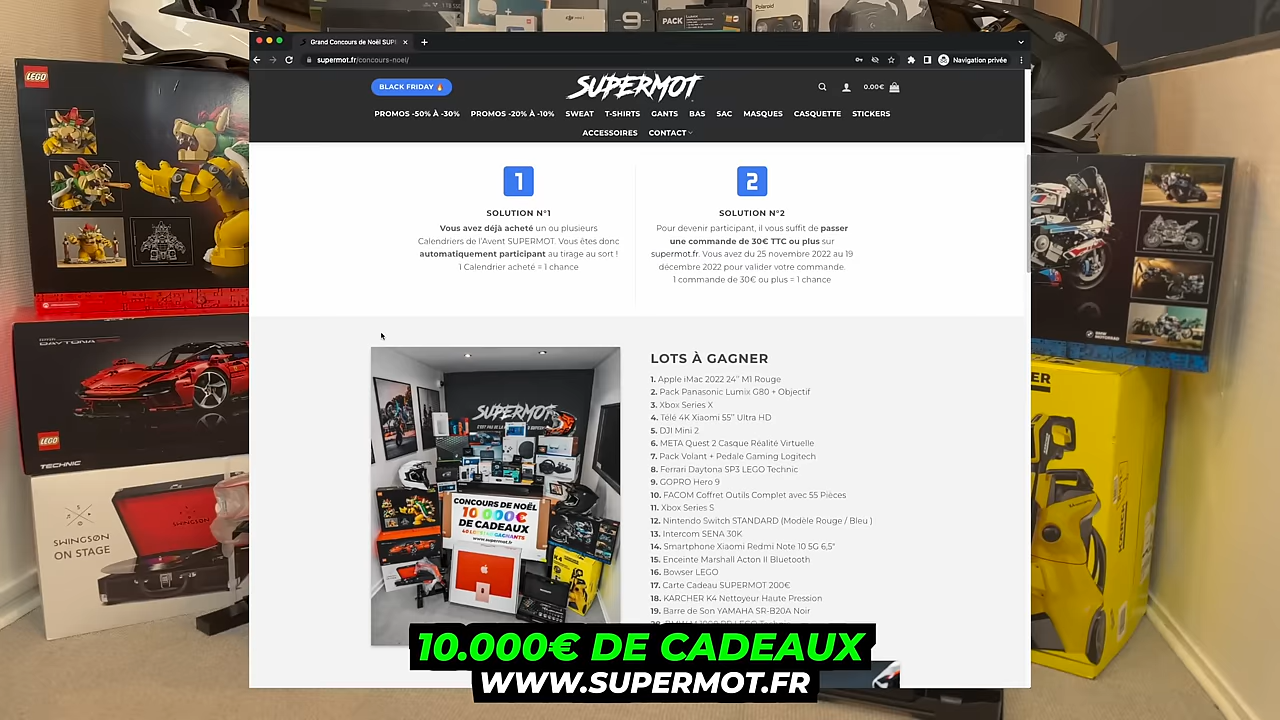 Grand Concours de Noël SUP
supermot.fr/concours-noel/
Navigation privée
BLACK FRIDAY 🔥
SUPERMOT
0.00€
PROMOS -50% À -30%
PROMOS -20% À -10%
SWEAT
T-SHIRTS
GANTS
BAS
SAC
MASQUES
CASQUETTE
STICKERS
ACCESSOIRES
CONTACT
1
SOLUTION N°1
Vous avez déjà acheté un ou plusieurs
Calendriers de l'Avent SUPERMOT. Vous êtes donc
automatiquement participant au tirage au sort !
1 Calendrier acheté = 1 chance
2
SOLUTION N°2
Pour devenir participant, il vous suffit de passer
une commande de 30€ TTC ou plus sur
supermot.fr. Vous avez du 25 novembre 2022 au 19
décembre 2022 pour valider votre commande.
1 commande de 30€ ou plus = 1 chance
SUPERMOT
CONCOURS DE NOËL
10 000€
DE CADEAUX
www.supermot.fr
LOTS À GAGNER
1. Apple iMac 2022 24" M1 Rouge
2. Pack Panasonic Lumix G80 + Objectif
3. Xbox Series X
4. Télé 4K Xiaomi 55" Ultra HD
5. DJI Mini 2
6. META Quest 2 Casque Réalité Virtuelle
7. Pack Volant + Pedale Gaming Logitech
8. Ferrari Daytona SP3 LEGO Technic
9. GOPRO Hero 9
10. FACOM Coffret Outils Complet avec 55 Pièces
11. Xbox Series S
12. Nintendo Switch STANDARD (Modèle Rouge / Bleu )
13. Intercom SENA 30K
14. Smartphone Xiaomi Redmi Note 10 5G 6,5"
15. Enceinte Marshall Acton II Bluetooth
16. Bowser LEGO
17. Carte Cadeau SUPERMOT 200€
18. KARCHER K4 Nettoyeur Haute Pression
19. Barre de Son YAMAHA SR-B20A Noir
10.000€ DE CADEAUX
WWW.SUPERMOT.FR
LEGO
DAYTONA
LEGO
TECHNIC
SWINGSON
SWINGSON
ON STAGE
dji
9
PACK
Polaroid
BMW
MOTORRAD
ER